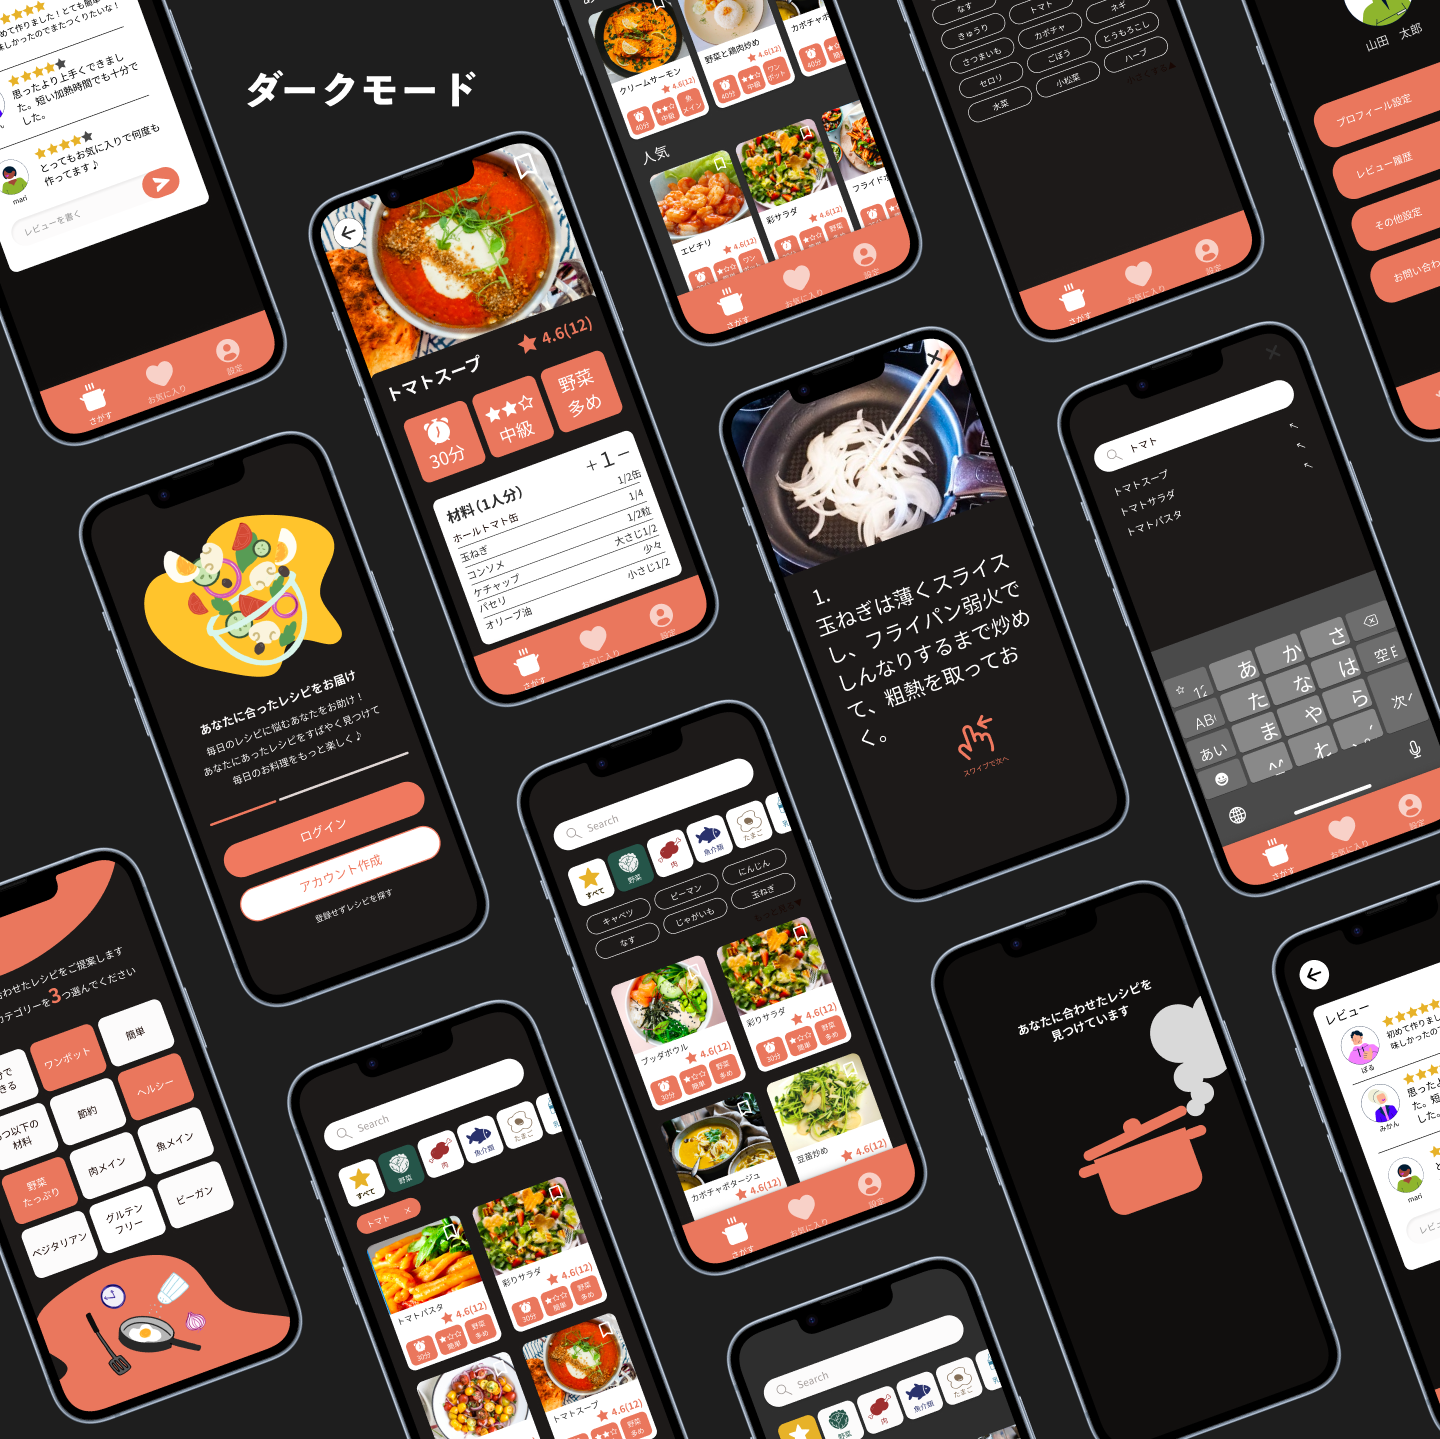 ダークモード
初めて作りました！とても簡単
味しかったのでまたつくりたいな！
思ったより上手くできまし
た。短い加熱時間でも十分で
した。
とってもお気に入りで何度も
作ってます♪
mari
レビューを書く
さがす
お気に入り
設定
トマトスープ
4.6(12)
30分
中級
野菜
多め
材料（1人分）
+1−
ホールトマト缶 1/2缶
玉ねぎ 1/4
コンソメ 1/2粒
ケチャップ 大さじ1/2
パセリ 少々
オリーブ油 小さじ1/2
さがす
お気に入り
設定
クリームサーモン
4.6(12)
40分
中級
魚
メイン
野菜と鶏肉炒め
4.6(12)
40分
中級
ワン
ポット
カボチャポ
40分
人気
エビチリ
4.6(12)
ワン
彩サラダ
4.6(12)
野菜
フライドポ
さがす
お気に入り
設定
なす
トマト
ネギ
きゅうり
カボチャ
とうもろこし
さつまいも
ごぼう
ハーブ
セロリ
小松菜
水菜
さがす
お気に入り
設定
山田　太郎
プロフィール設定
レビュー履歴
その他設定
お問い合わ
あなたに合ったレシピをお届け
毎日のレシピに悩むあなたをお助け！
あなたにあったレシピをすばやく見つけて
毎日のお料理をもっと楽しく♪
ログイン
アカウント作成
登録せずレシピを探す
1.
玉ねぎは薄くスライス
し、フライパン弱火で
しんなりするまで炒め
て、粗熱を取ってお
く。
スワイプで次へ
トマト
トマトスープ
トマトサラダ
トマトパスタ
☆
あ
か
さ
た
な
は
ま
や
ら
わ
あい
さがす
お気に入り
設定
合わせたレシピをご提案します
カテゴリーを3つ選んでください
ワンポット
簡単
節約
ヘルシー
つ以下の
材料
肉メイン
魚メイン
野菜
たっぷり
グルテン
フリー
ビーガン
ベジタリアン
Search
すべて
野菜
肉
魚介類
たまご
キャベツ
ピーマン
にんじん
なす
じゃがいも
玉ねぎ
もっと見る▼
ブッダボウル
4.6(12)
30分
簡単
野菜
多め
彩りサラダ
4.6(12)
30分
簡単
野菜
多め
カボチャポタージュ
4.6(12)
豆苗炒め
4.6(12)
さがす
お気に入り
設定
Search
すべて
野菜
肉
魚介類
たまご
トマト ×
トマトパスタ
4.6(12)
30分
簡単
野菜
多め
彩りサラダ
4.6(12)
30分
簡単
野菜
多め
トマトスープ
4.6(12)
野菜
多め
あなたに合わせたレシピを
見つけています
レビュー
初めて作りまし
味しかったので
ぽる
思ったよ
た。短
した。
みかん
mari
レビ
Search
野菜
肉
魚介類
たまご